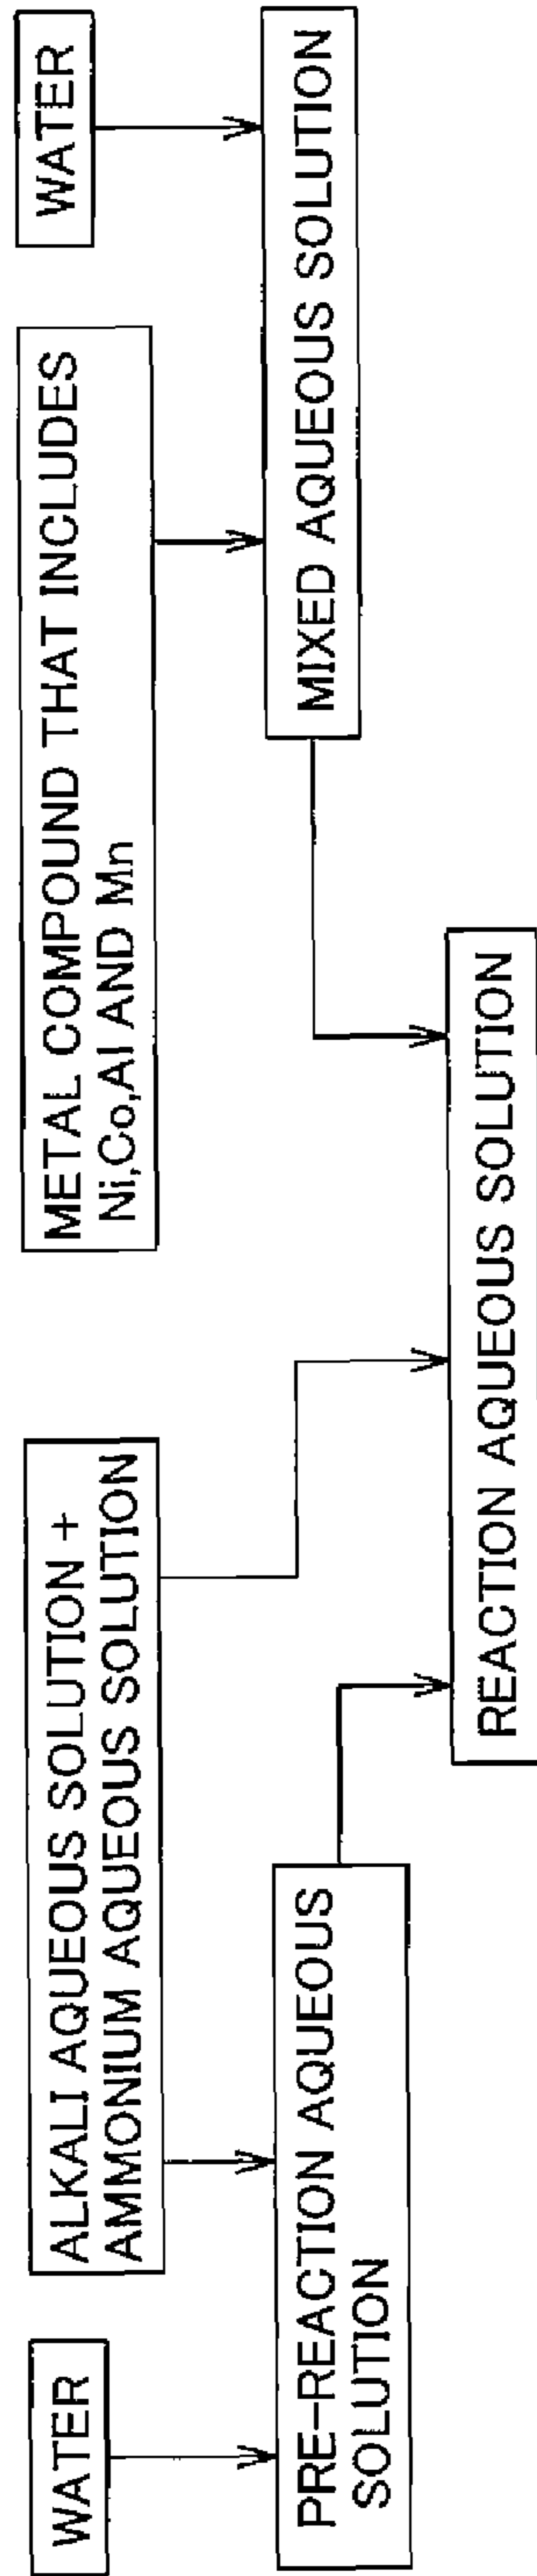 WATER
ALKALI AQUEOUS SOLUTION +
AMMONIUM AQUEOUS SOLUTION
METAL COMPOUND THAT INCLUDES
Ni,Co,Al AND Mn
WATER
PRE-REACTION AQUEOUS
SOLUTION
MIXED AQUEOUS SOLUTION
REACTION AQUEOUS SOLUTION